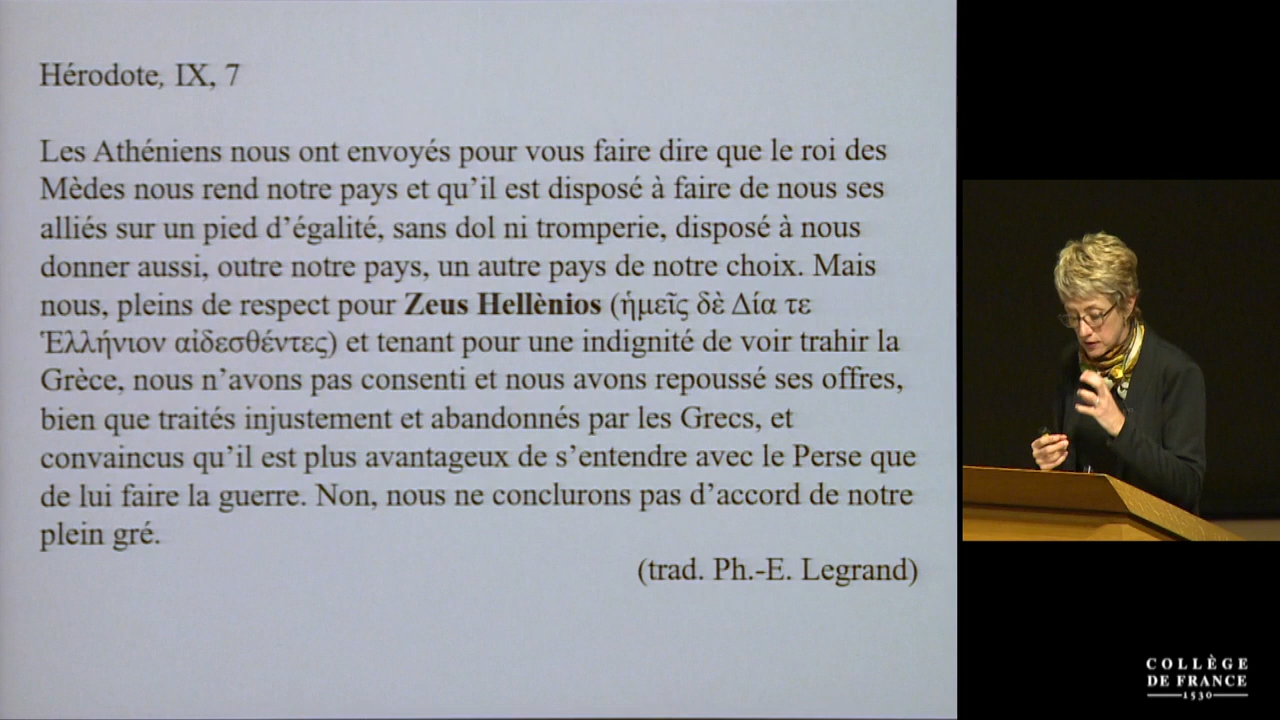 Hérodote, IX, 7
Les Athéniens nous ont envoyés pour vous faire dire que le roi des
Mèdes nous rend notre pays et qu’il est disposé à faire de nous ses
alliés sur un pied d’égalité, sans dol ni tromperie, disposé à nous
donner aussi, outre notre pays, un autre pays de notre choix. Mais
nous, pleins de respect pour Zeus Hellènios (ἡμεῖς δὲ Δία τε
Ἑλλήνιον αἰδεσθέντες) et tenant pour une indignité de voir trahir la
Grèce, nous n’avons pas consenti et nous avons repoussé ses offres,
bien que traités injustement et abandonnés par les Grecs, et
convaincus qu’il est plus avantageux de s’entendre avec le Perse que
de lui faire la guerre. Non, nous ne conclurons pas d’accord de notre
plein gré.
(trad. Ph.-E. Legrand)
COLLÈGE
DE FRANCE
1530